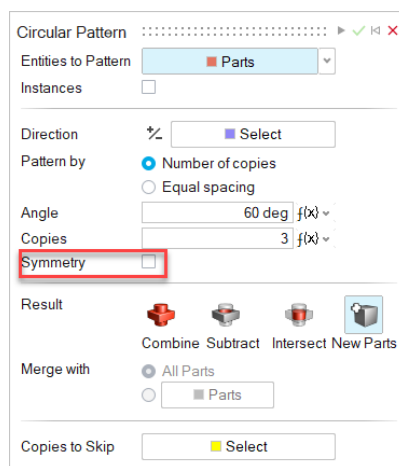 Circular Pattern
Entities to Pattern Parts
Instances
Direction +/- Select
Pattern by Number of copies
Equal spacing
Angle 60 deg f(x)
Copies 3 f(x)
Symmetry
Result
Combine Subtract Intersect New Parts
Merge with All Parts
Parts
Copies to Skip Select